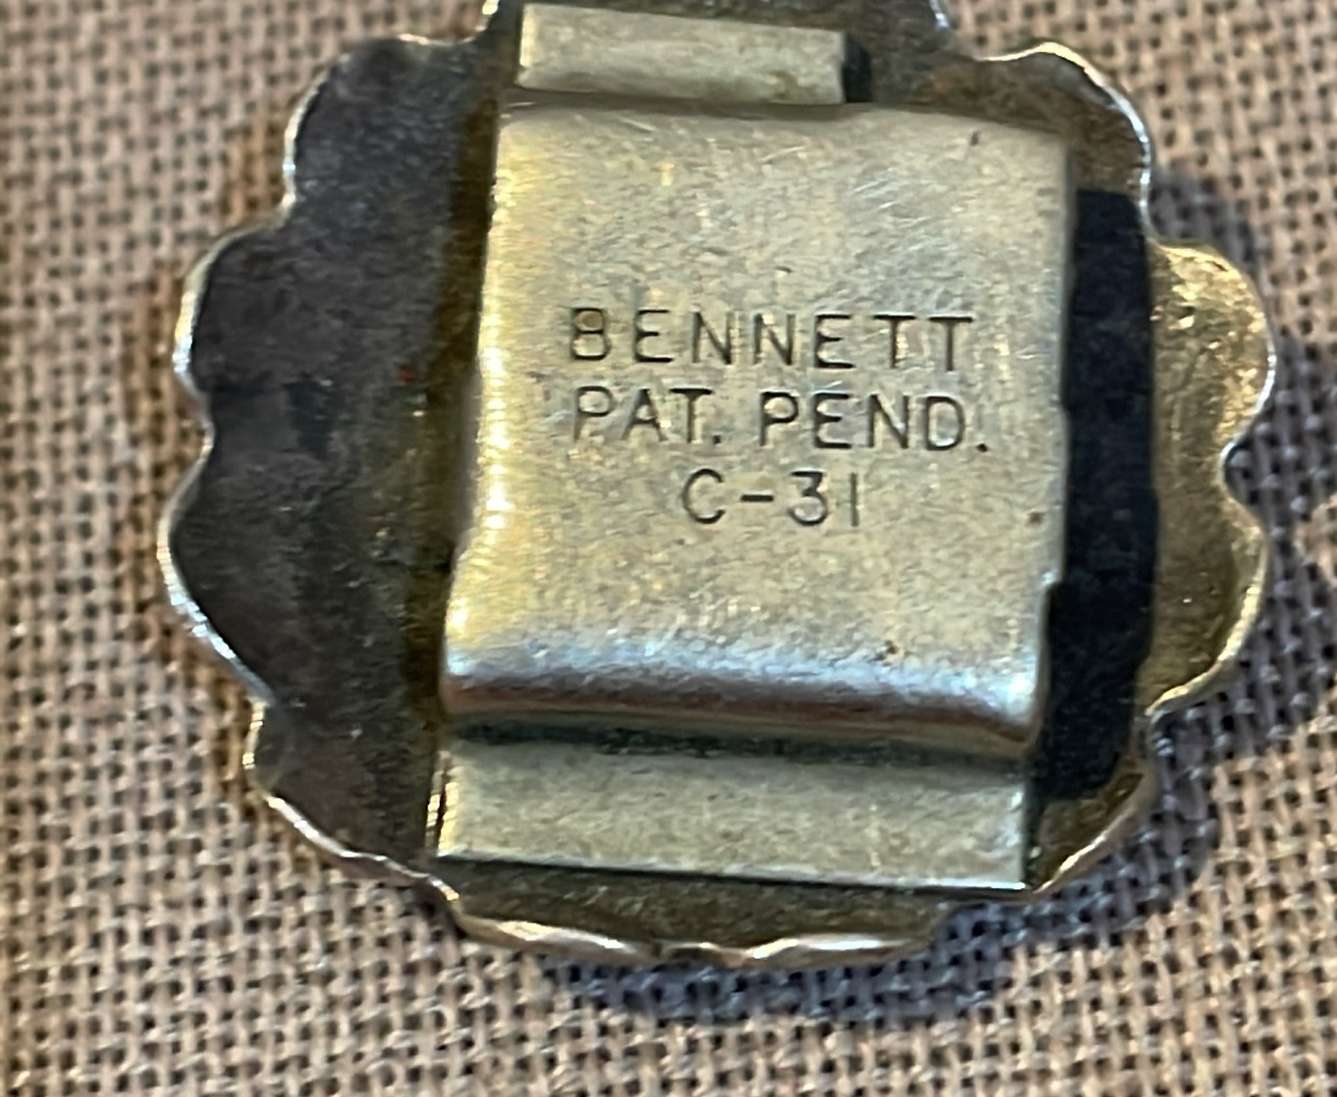 BENNETT
PAT. PEND.
C-31